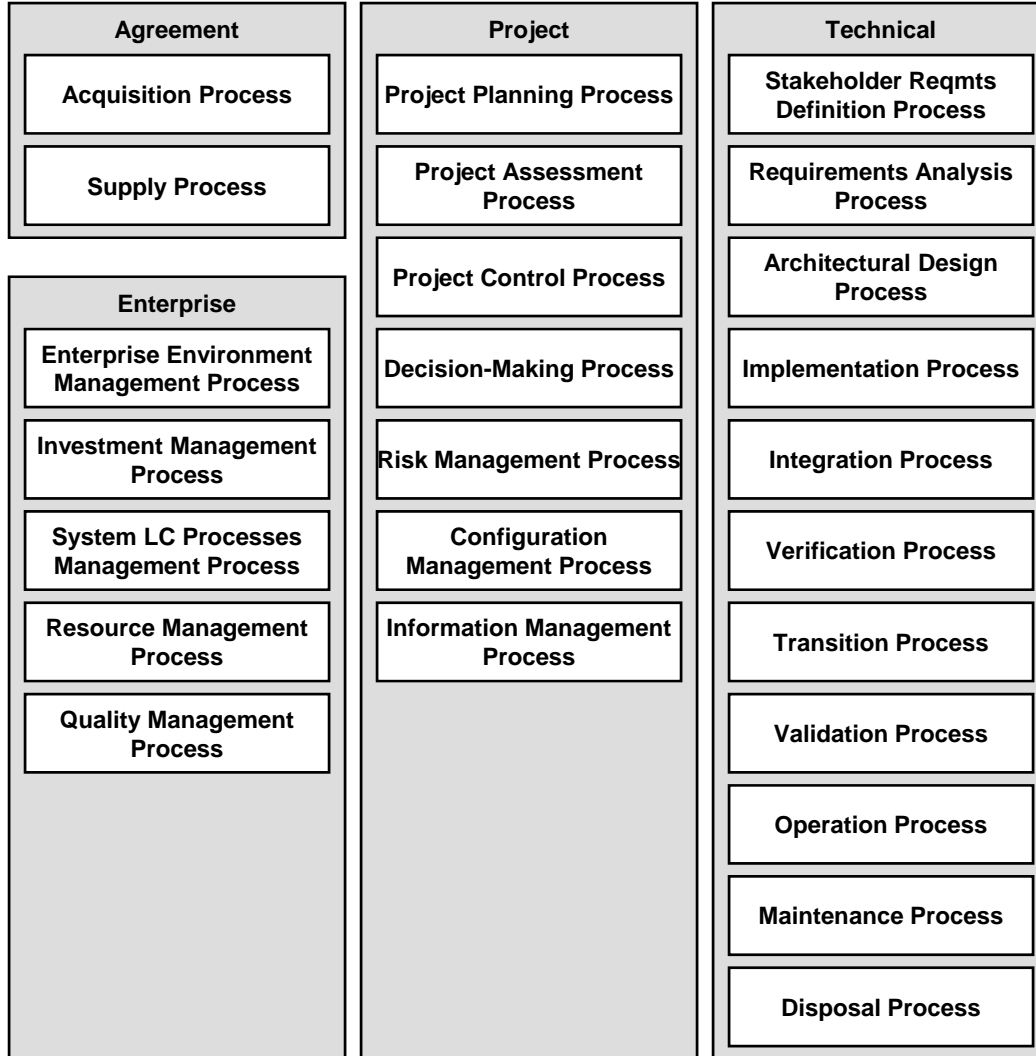 Agreement
Acquisition Process
Supply Process
Enterprise
Enterprise Environment
Management Process
Investment Management
Process
System LC Processes
Management Process
Resource Management
Process
Quality Management
Process
Project
Project Planning Process
Project Assessment
Process
Project Control Process
Decision-Making Process
Risk Management Process
Configuration
Management Process
Information Management
Process
Technical
Stakeholder Reqmts
Definition Process
Requirements Analysis
Process
Architectural Design
Process
Implementation Process
Integration Process
Verification Process
Transition Process
Validation Process
Operation Process
Maintenance Process
Disposal Process